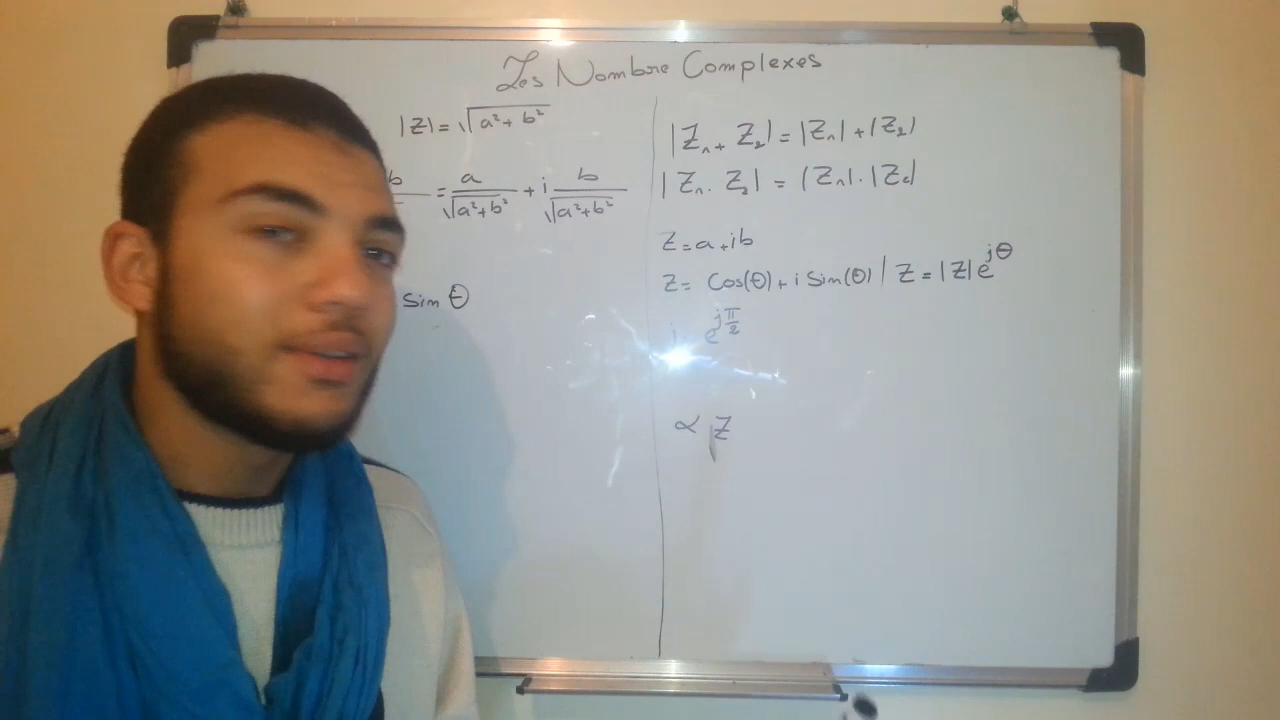 Les Nombre Complexes
|Z| = √a² + b²
b = a/√a²+b² + i b/√a²+b²
Sin θ
|Z₁ + Z₂| = |Z₁| + |Z₂|
|Z₁ . Z₂| = |Z₁| . |Z₂|
Z = a + ib
Z = Cos(θ) + i Sin(θ) / Z = |Z| e^jθ
e^jπ/2
α Z